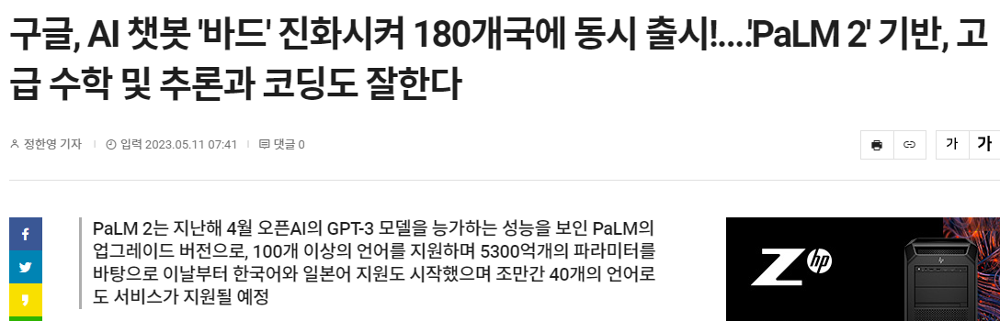 구글, AI 챗봇 '바드' 진화시켜 180개국에 동시 출시!....'PaLM 2' 기반, 고
급 수학 및 추론과 코딩도 잘한다
정한영 기자 입력 2023.05.11 07:41 댓글 0
가 가
PaLM 2는 지난해 4월 오픈AI의 GPT-3 모델을 능가하는 성능을 보인 PaLM의
업그레이드 버전으로, 100개 이상의 언어를 지원하며 5300억개의 파라미터를
바탕으로 이날부터 한국어와 일본어 지원도 시작했으며 조만간 40개의 언어로
도 서비스가 지원될 예정
Z hp